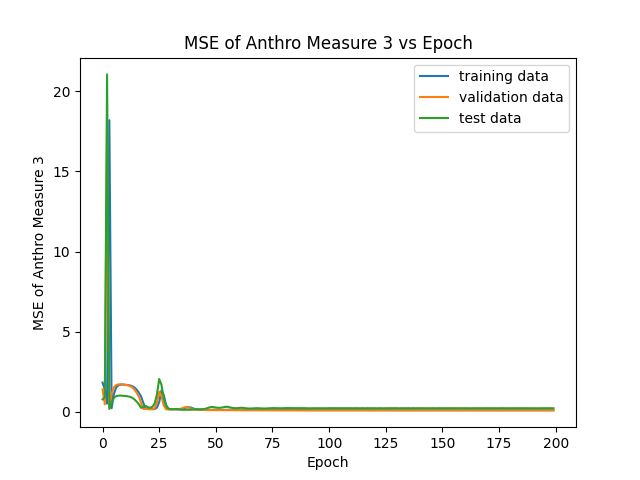 MSE of Anthro Measure 3 vs Epoch
training data
validation data
test data
MSE of Anthro Measure 3
20
15
10
5
0
0 25 50 75 100 125 150 175 200
Epoch